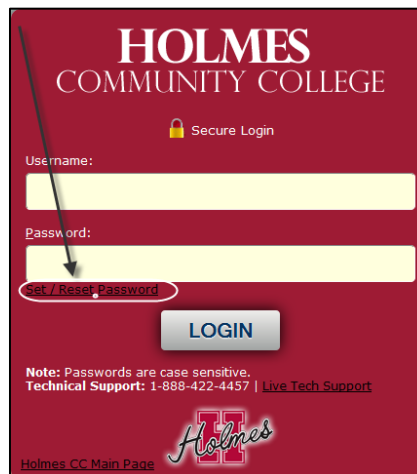 HOLMES
COMMUNITY COLLEGE
Secure Login
Username:
Password:
Set / Reset Password
LOGIN
Note: Passwords are case sensitive.
Technical Support: 1-888-422-4457 | Live Tech Support
H
Holmes
Holmes CC Main Page